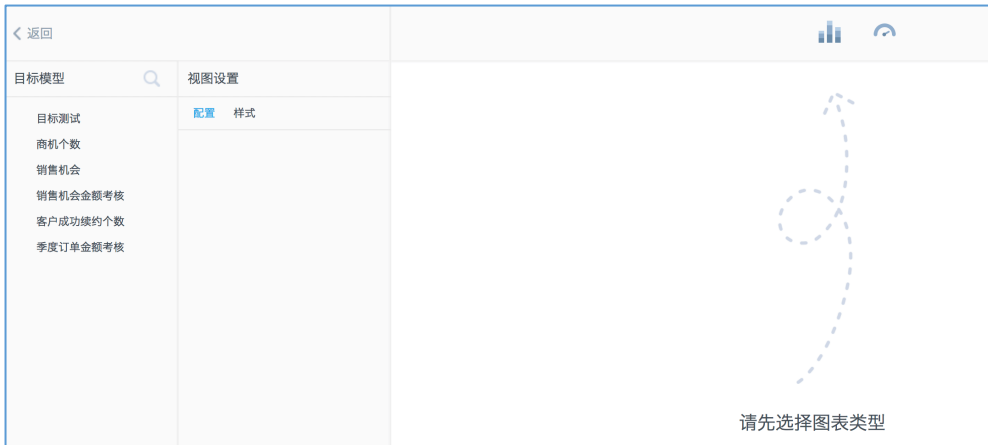 返回
目标模型
视图设置
目标测试
商机个数
销售机会
销售机会金额考核
客户成功续约个数
季度订单金额考核
配置 样式
请先选择图表类型